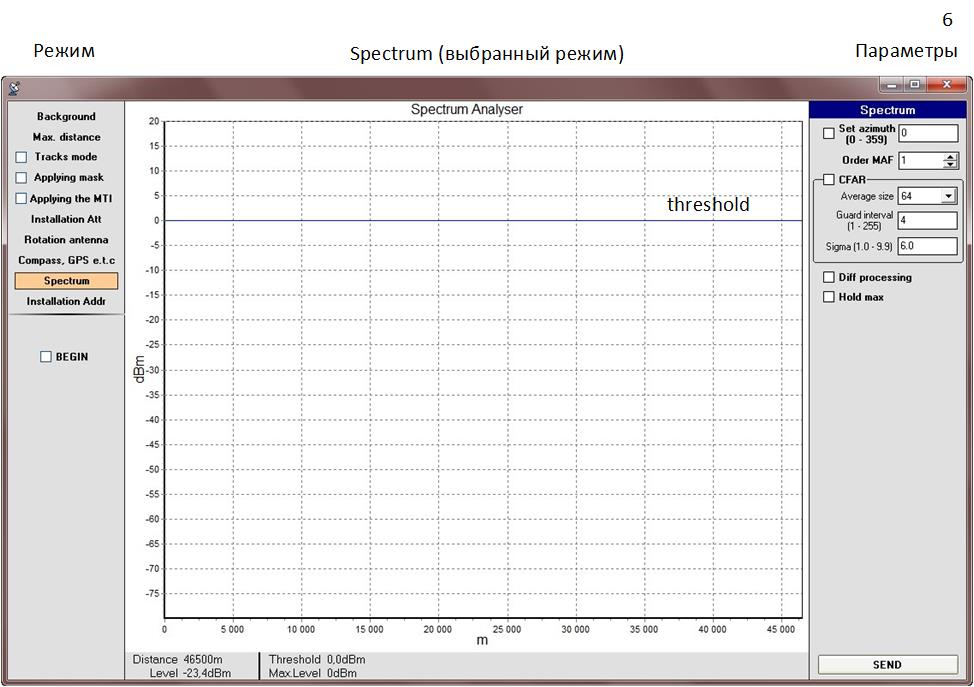 6
Режим
Spectrum (выбранный режим)
Параметры
Background
Max. distance
Tracks mode
Applying mask
Applying the MTI
Installation Att
Rotation antenna
Compass, GPS e.t.c
Spectrum
Installation Addr
BEGIN
Spectrum Analyser
20
15
10
5
0
-5
-10
-15
-20
-25
-30
-35
-40
-45
-50
-55
-60
-65
-70
-75
dBm
threshold
0
5 000
10 000
15 000
20 000
25 000
30 000
35 000
40 000
45 000
m
Distance 46500m
Level -23,4dBm
Threshold 0,0dBm
Max.Level 0dBm
Spectrum
Set azimuth
(0 - 359)
0
Order MAF 1
CFAR
Average size 64
Guard interval
(1 - 255)
4
Sigma (1.0 - 9.9) 6.0
Diff processing
Hold max
SEND